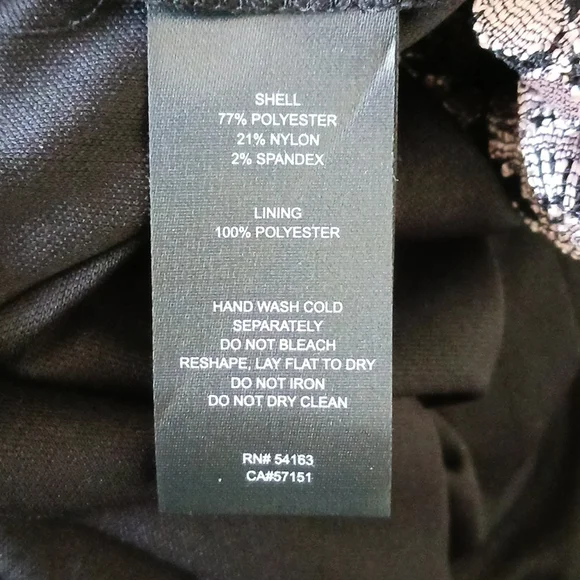 SHELL
77% POLYESTER
21% NYLON
2% SPANDEX
LINING
100% POLYESTER
HAND WASH COLD
SEPARATELY
DO NOT BLEACH
RESHAPE, LAY FLAT TO DRY
DO NOT IRON
DO NOT DRY CLEAN
RN# 54163
CA#57151